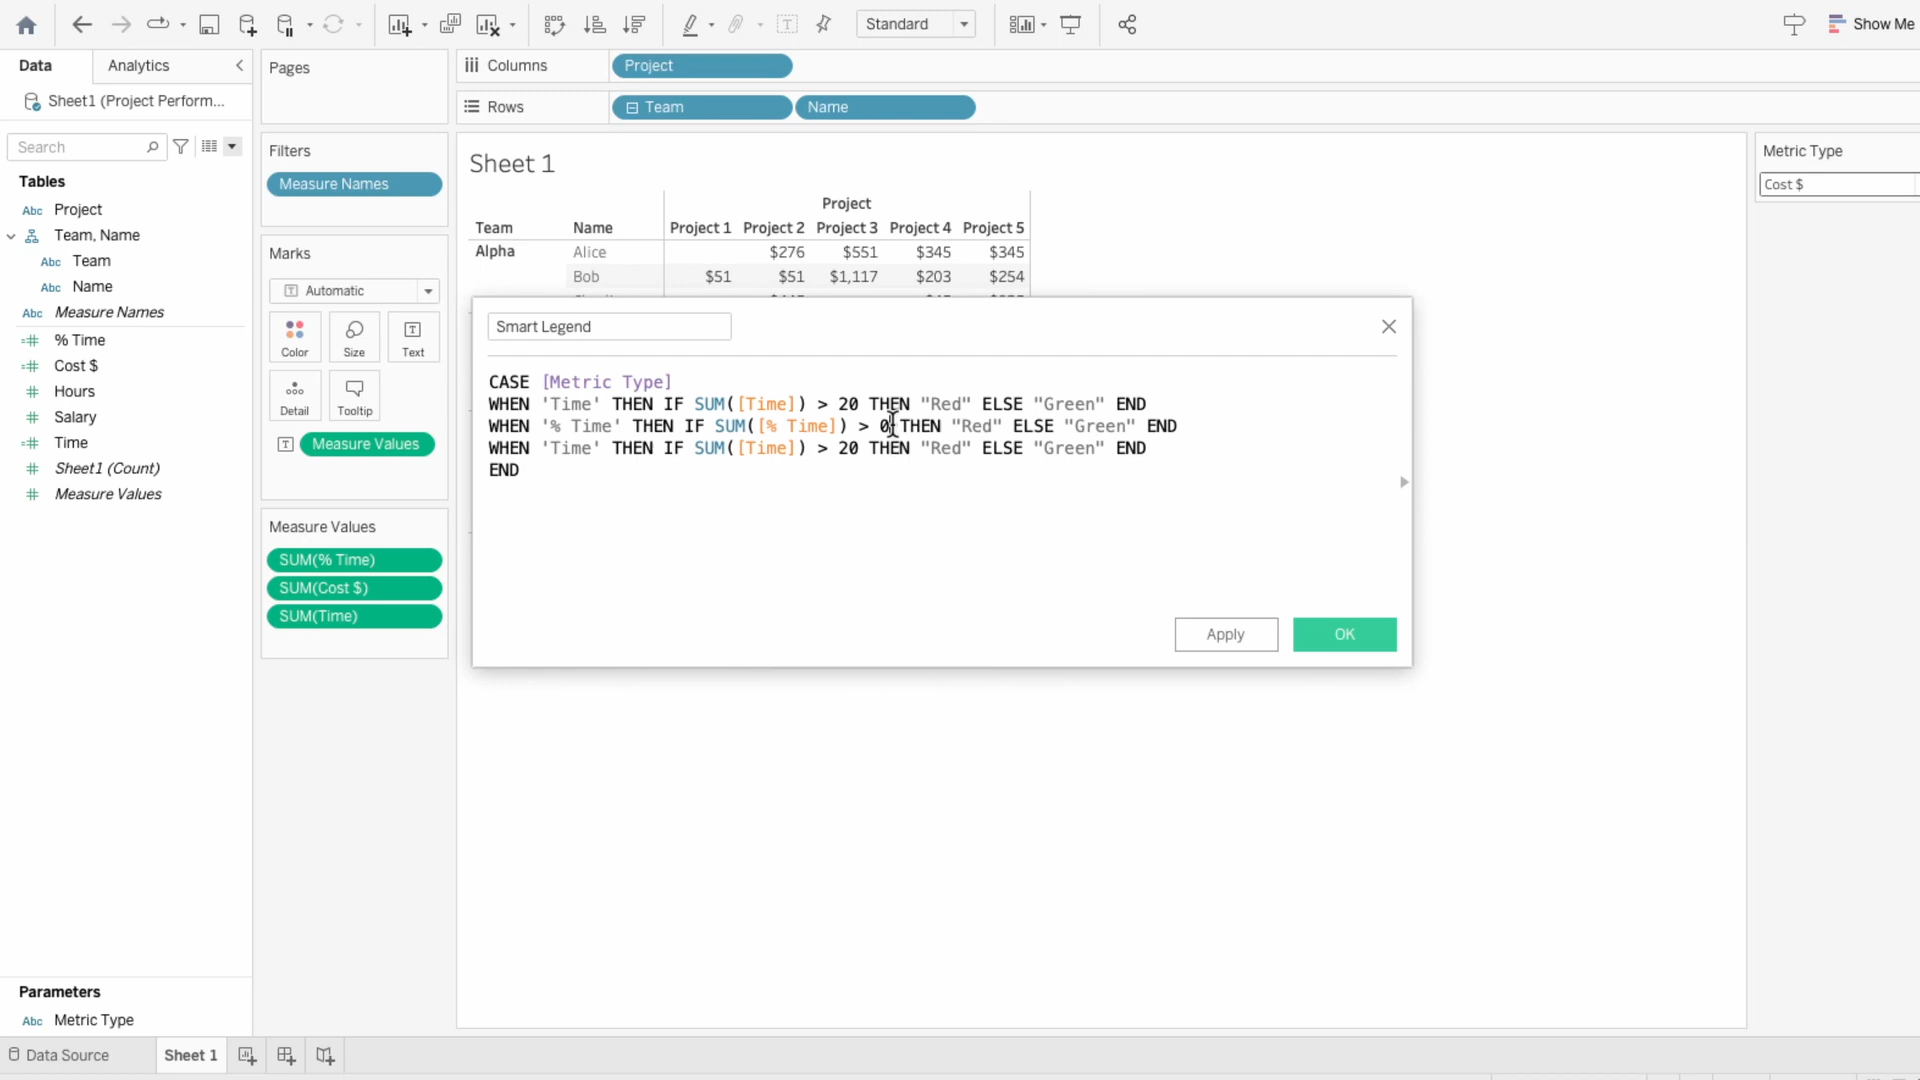 Standard
Show Me
Data
Analytics
Sheet1 (Project Perform...
Search
Tables
Abc Project
Team, Name
Abc Team
Abc Name
Abc Measure Names
% Time
Cost $
Hours
Salary
Time
Sheet1 (Count)
Measure Values
Parameters
Abc Metric Type
Pages
Filters
Measure Names
Marks
Automatic
Color
Size
Text
Detail
Tooltip
Measure Values
Measure Values
SUM(% Time)
SUM(Cost $)
SUM(Time)
Columns
Project
Rows
Team
Name
Sheet 1
Project
Team Name Project 1 Project 2 Project 3 Project 4 Project 5
Alpha Alice $276 $551 $345 $345
Bob $51 $51 $1,117 $203 $254
Smart Legend
CASE [Metric Type]
WHEN 'Time' THEN IF SUM([Time]) > 20 THEN "Red" ELSE "Green" END
WHEN '% Time' THEN IF SUM([% Time]) > 0 THEN "Red" ELSE "Green" END
WHEN 'Time' THEN IF SUM([Time]) > 20 THEN "Red" ELSE "Green" END
END
Apply
OK
Metric Type
Cost $
Data Source
Sheet 1